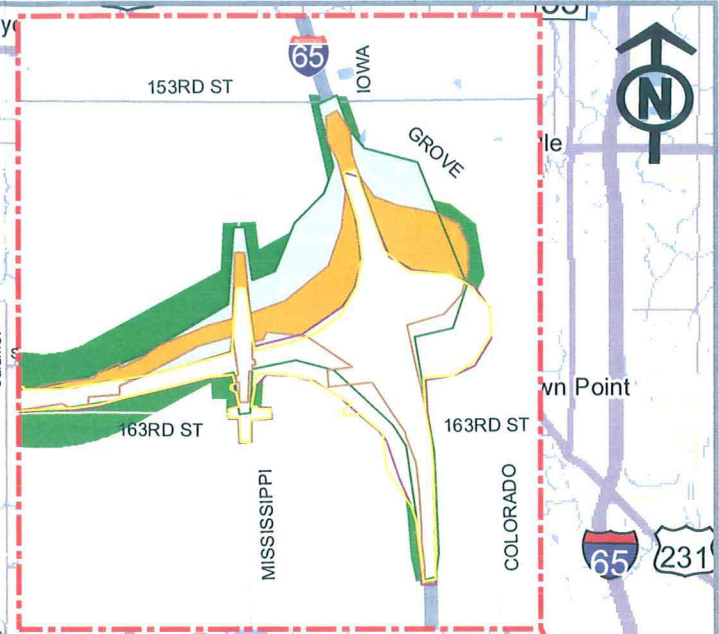 65
IOWA
153RD ST
GROVE
N
wn Point
163RD ST
163RD ST
MISSISSIPPI
COLORADO
65
231